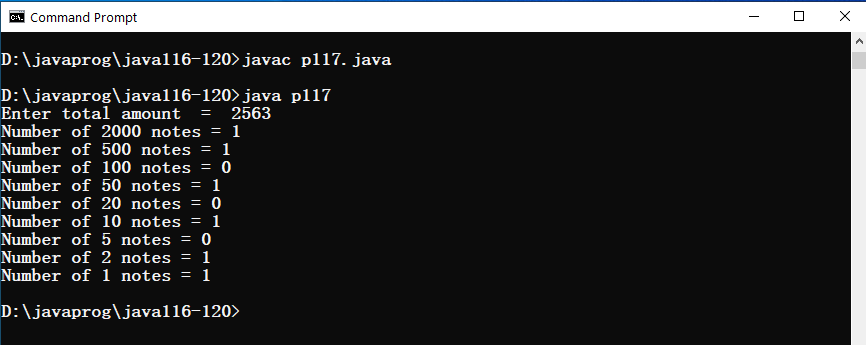 Command Prompt
D:\javaprog\java116-120>javac p117.java
D:\javaprog\java116-120>java p117
Enter total amount  =  2563
Number of 2000 notes = 1
Number of 500 notes = 1
Number of 100 notes = 0
Number of 50 notes = 1
Number of 20 notes = 0
Number of 10 notes = 1
Number of 5 notes = 0
Number of 2 notes = 1
Number of 1 notes = 1
D:\javaprog\java116-120>